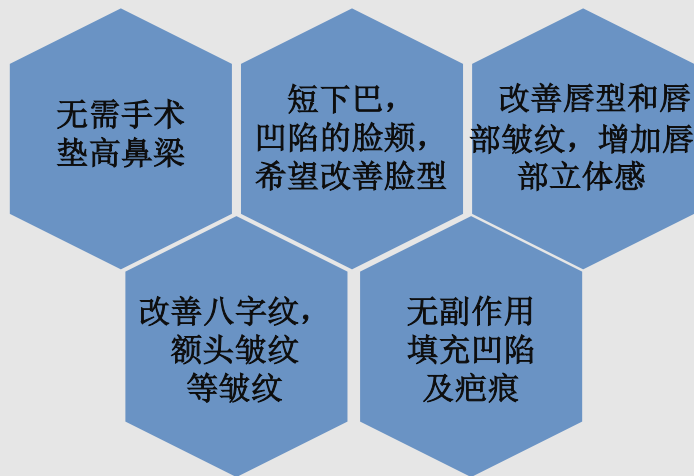 无需手术
垫高鼻梁
短下巴，
凹陷的脸颊，
希望改善脸型
改善唇型和唇
部皱纹，增加唇
部立体感
改善八字纹，
额头皱纹
等皱纹
无副作用
填充凹陷
及疤痕